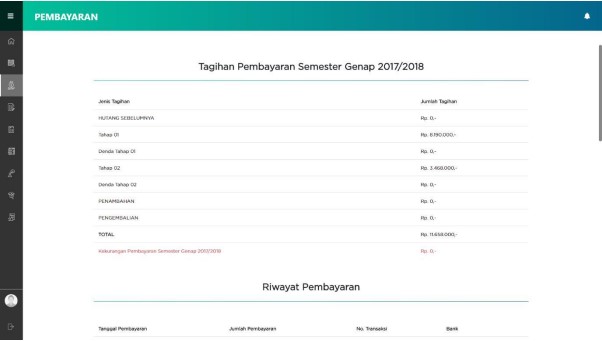 PEMBAYARAN
Tagihan Pembayaran Semester Genap 2017/2018
Jenis Tagihan Jumlah Tagihan
HUTANG SEBELUMNYA Rp. 0,-
Tahap 01 Rp. 8.190.000,-
Denda Tahap 01 Rp. 0,-
Tahap 02 Rp. 3.468.000,-
Denda Tahap 02 Rp. 0,-
PENAMBAHAN Rp. 0,-
PENGEMBALIAN Rp. 0,-
TOTAL Rp. 11.658.000,-
Kekurangan Pembayaran Semester Genap 2017/2018 Rp. 0,-
Riwayat Pembayaran
Tanggal Pembayaran Jumlah Pembayaran No. Transaksi Bank